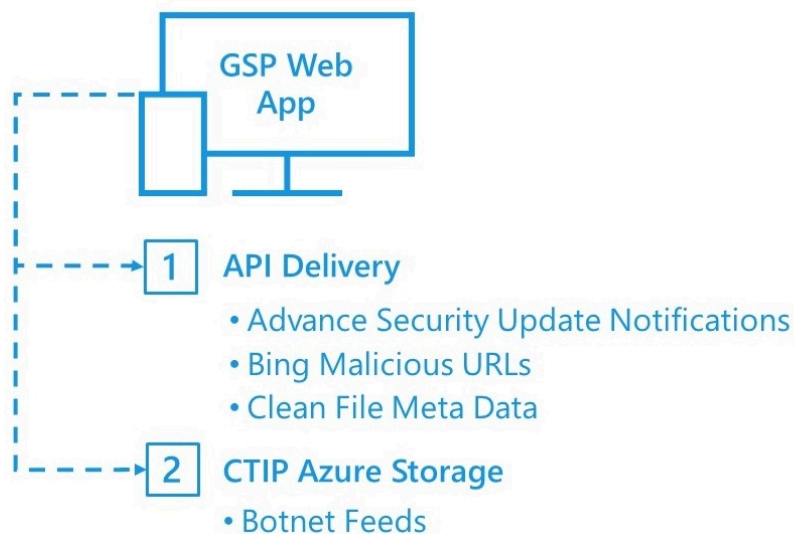 GSP Web
App
1 API Delivery
• Advance Security Update Notifications
• Bing Malicious URLs
• Clean File Meta Data
2 CTIP Azure Storage
• Botnet Feeds